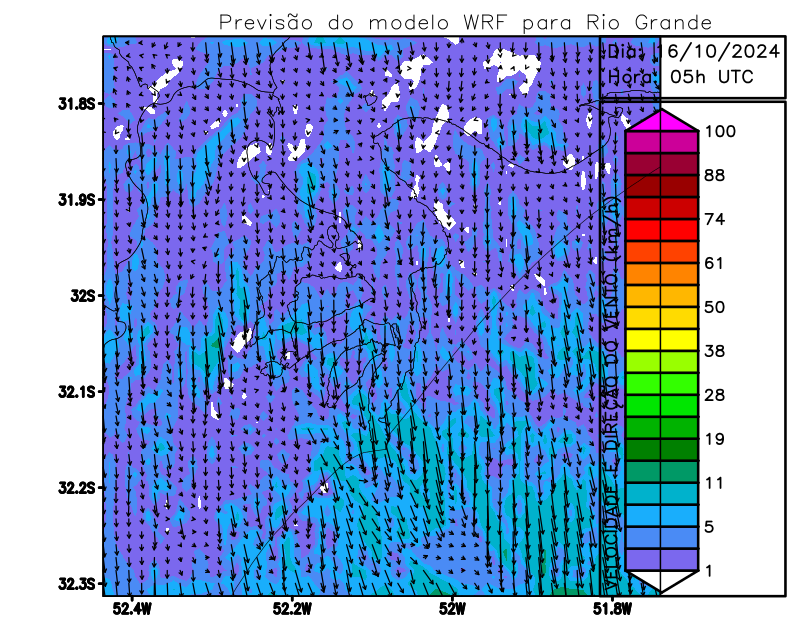 Previsão do modelo WRF para Rio Grande
Dia: 16/10/2024
Hora: 05h UTC
31.8S
31.9S
32S
32.1S
32.2S
32.3S
52.4W
52.2W
52W
51.8W
VELOCIDADE E DIREÇÃO DO VENTO (km/h)
100
88
74
61
50
38
28
19
11
5
1